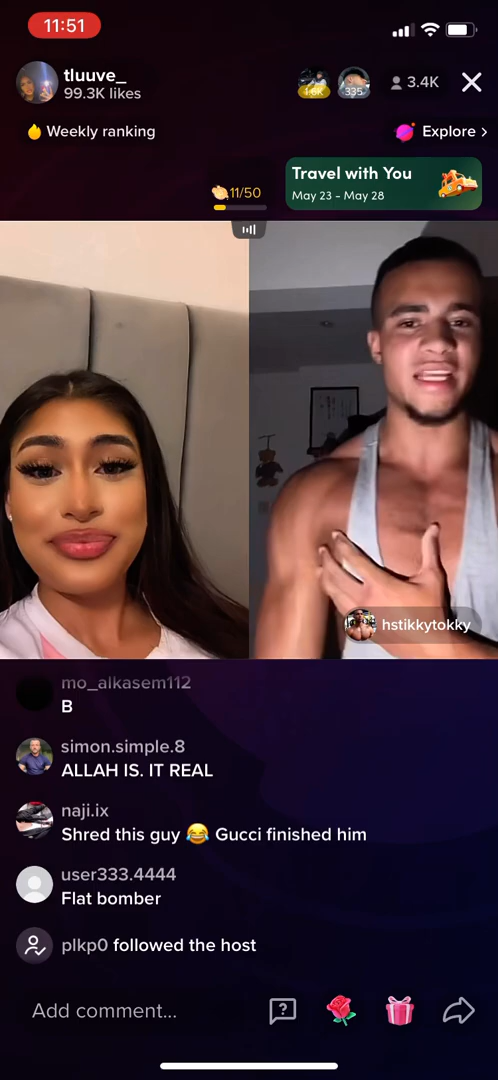 11:51
tluuve_
99.3K likes
1.6K
335
3.4K
Weekly ranking
Explore >
11/50
Travel with You
May 23 - May 28
hstikkytokky
mo_alkasem112
B
simon.simple.8
ALLAH IS. IT REAL
naji.ix
Shred this guy 😂 Gucci finished him
user333.4444
Flat bomber
plkp0 followed the host
Add comment...